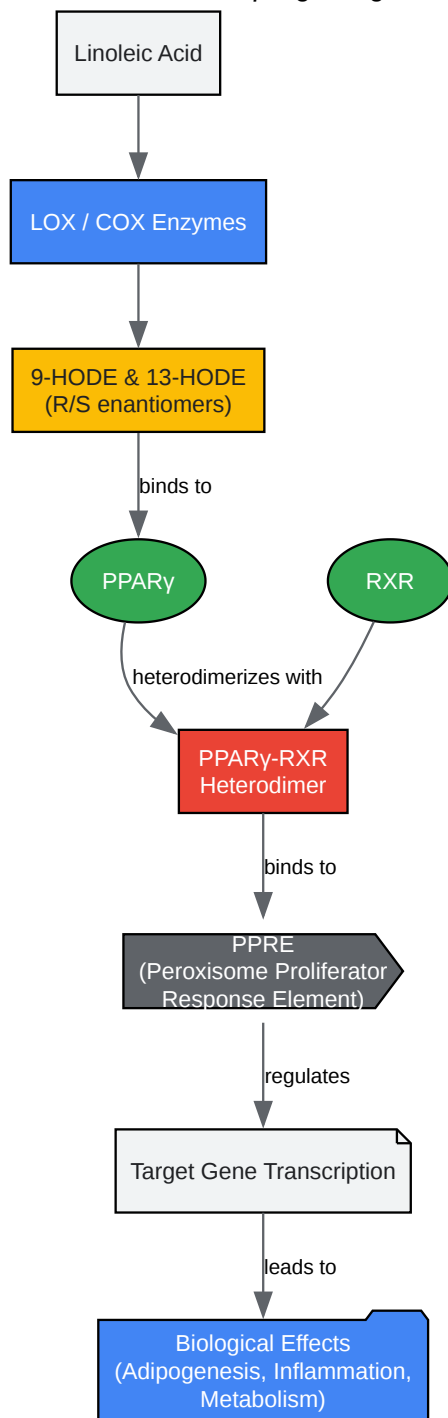 Linoleic Acid
LOX / COX Enzymes
9-HODE & 13-HODE
(R/S enantiomers)
binds to
PPARγ
RXR
heterodimerizes with
PPARγ-RXR
Heterodimer
binds to
PPRE
(Peroxisome Proliferator
Response Element)
regulates
Target Gene Transcription
leads to
Biological Effects
(Adipogenesis, Inflammation,
Metabolism)